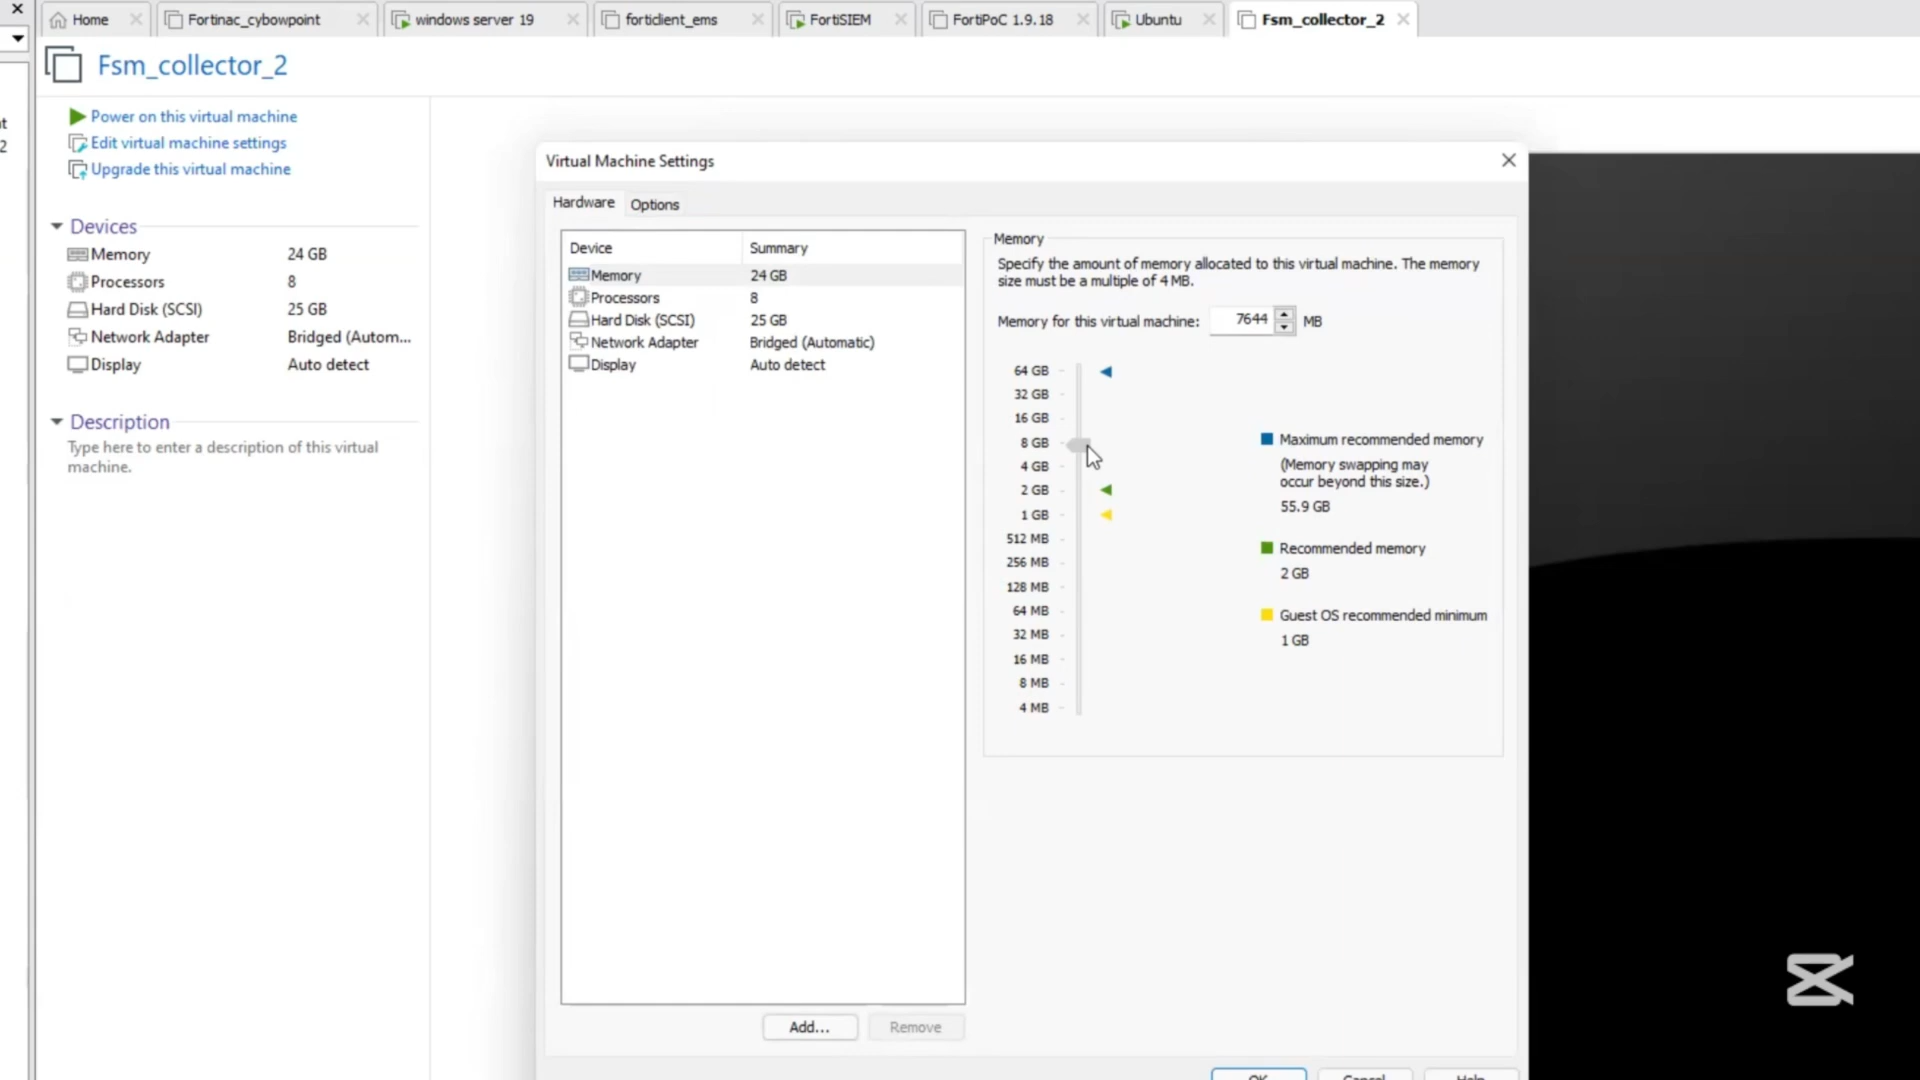 Home
Fortinac_cybowpoint
windows server 19
forticlient_ems
FortiSIEM
FortiPoC 1.9.18
Ubuntu
Fsm_collector_2
Fsm_collector_2
Power on this virtual machine
Edit virtual machine settings
Upgrade this virtual machine
Devices
Memory 24 GB
Processors 8
Hard Disk (SCSI) 25 GB
Network Adapter Bridged (Autom...
Display Auto detect
Description
Type here to enter a description of this virtual
machine.
Virtual Machine Settings
Hardware Options
Device Summary
Memory 24 GB
Processors 8
Hard Disk (SCSI) 25 GB
Network Adapter Bridged (Automatic)
Display Auto detect
Add... Remove
Memory
Specify the amount of memory allocated to this virtual machine. The memory
size must be a multiple of 4 MB.
Memory for this virtual machine: 7644 MB
64 GB
32 GB
16 GB
8 GB
4 GB
2 GB
1 GB
512 MB
256 MB
128 MB
64 MB
32 MB
16 MB
8 MB
4 MB
Maximum recommended memory
(Memory swapping may
occur beyond this size.)
55.9 GB
Recommended memory
2 GB
Guest OS recommended minimum
1 GB
OK Cancel Help